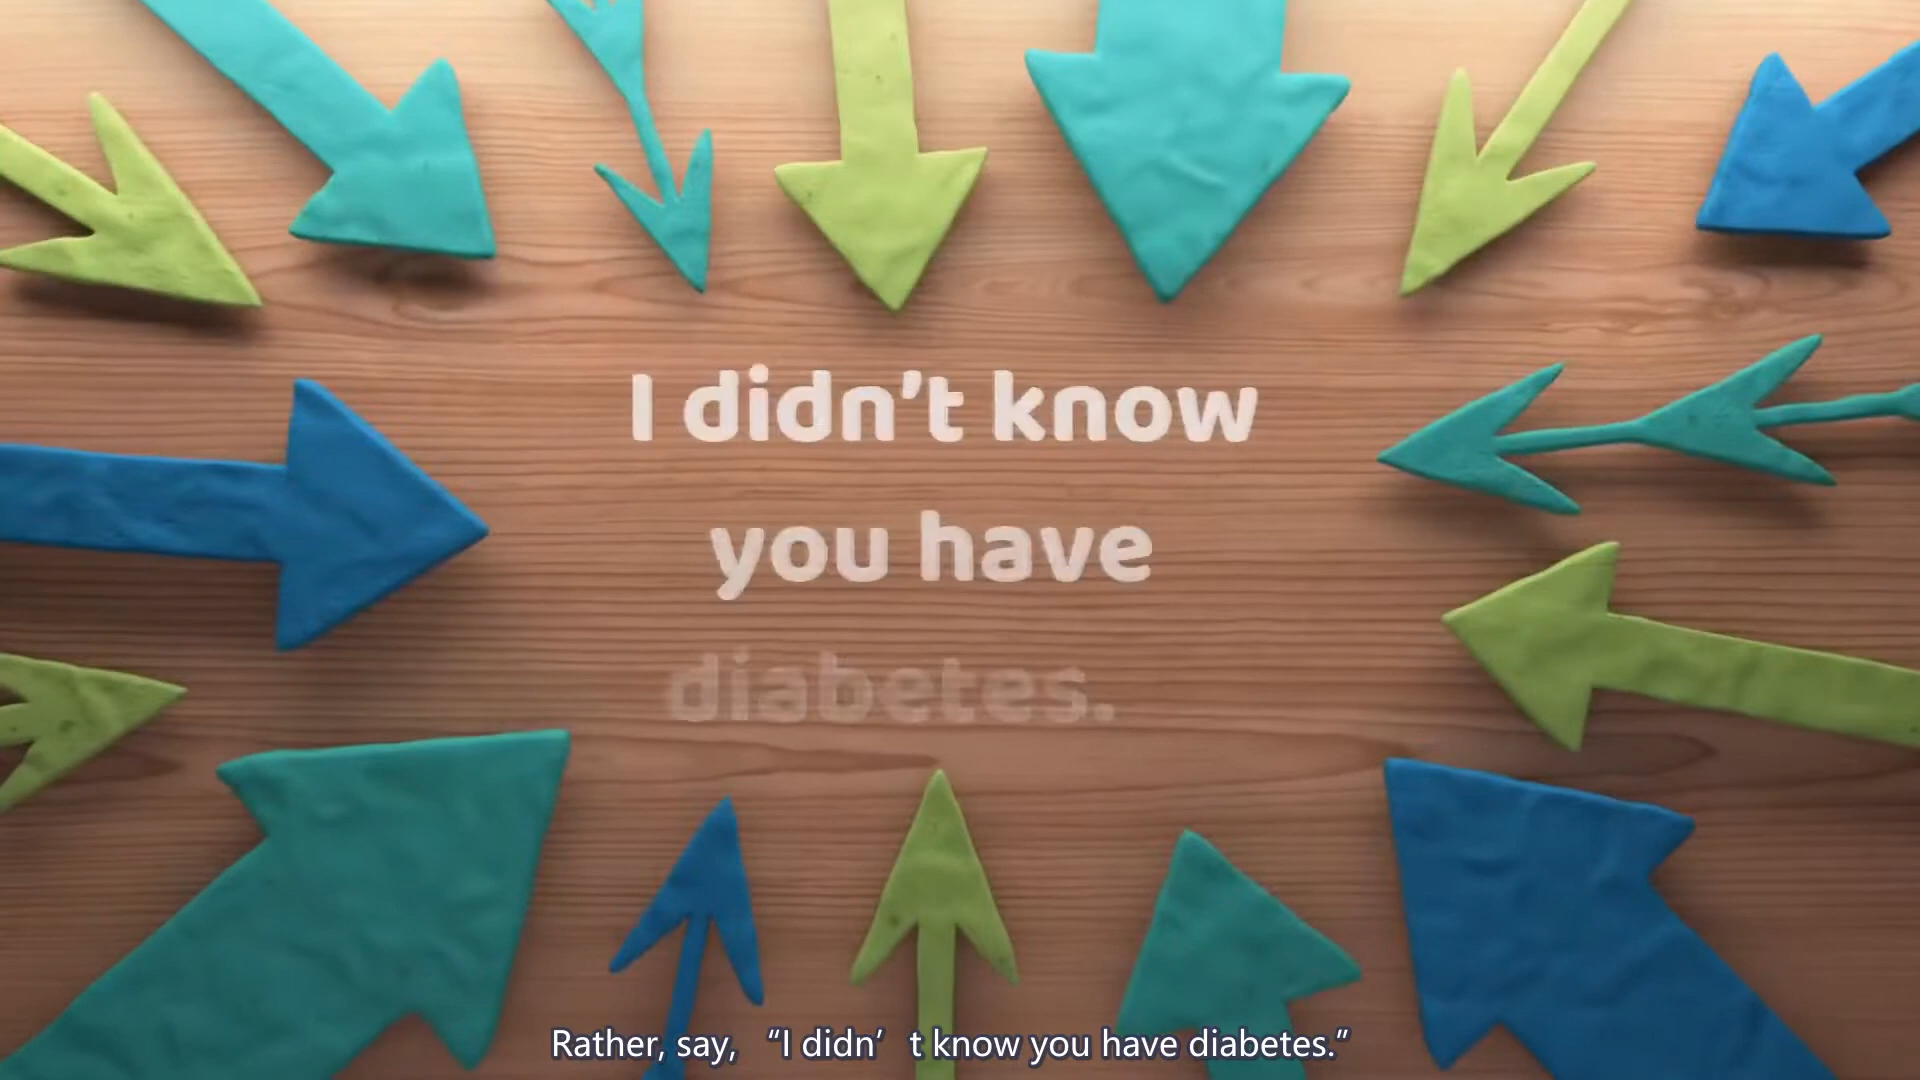 I didn’t know
you have
diabetes.
Rather, say, “I didn’t know you have diabetes.”